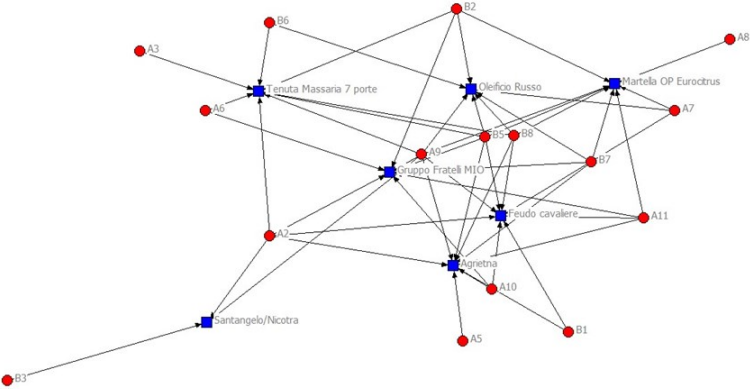 B2
B6
A8
A3
Martella OP Eurocitrus
Oleificio Russo
Tenuta Massaria 7 porte
A6
A7
B5
B8
A9
B7
Gruppo Fratelli MIO
Feudo cavaliere
A11
A2
Agrietna
A10
Santangelo/Nicotra
B1
A5
B3